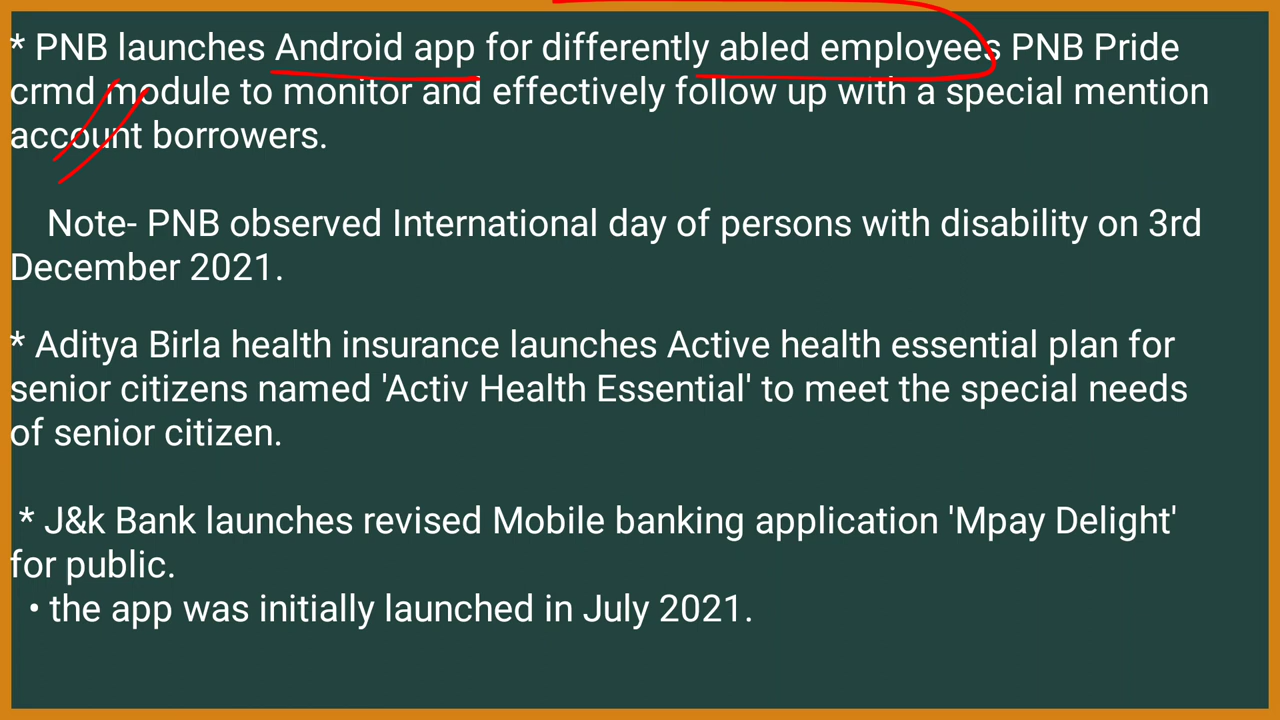 * PNB launches Android app for differently abled employees PNB Pride
crmd module to monitor and effectively follow up with a special mention
account borrowers.
Note- PNB observed International day of persons with disability on 3rd
December 2021.
* Aditya Birla health insurance launches Active health essential plan for
senior citizens named 'Activ Health Essential' to meet the special needs
of senior citizen.
* J&k Bank launches revised Mobile banking application 'Mpay Delight'
for public.
• the app was initially launched in July 2021.